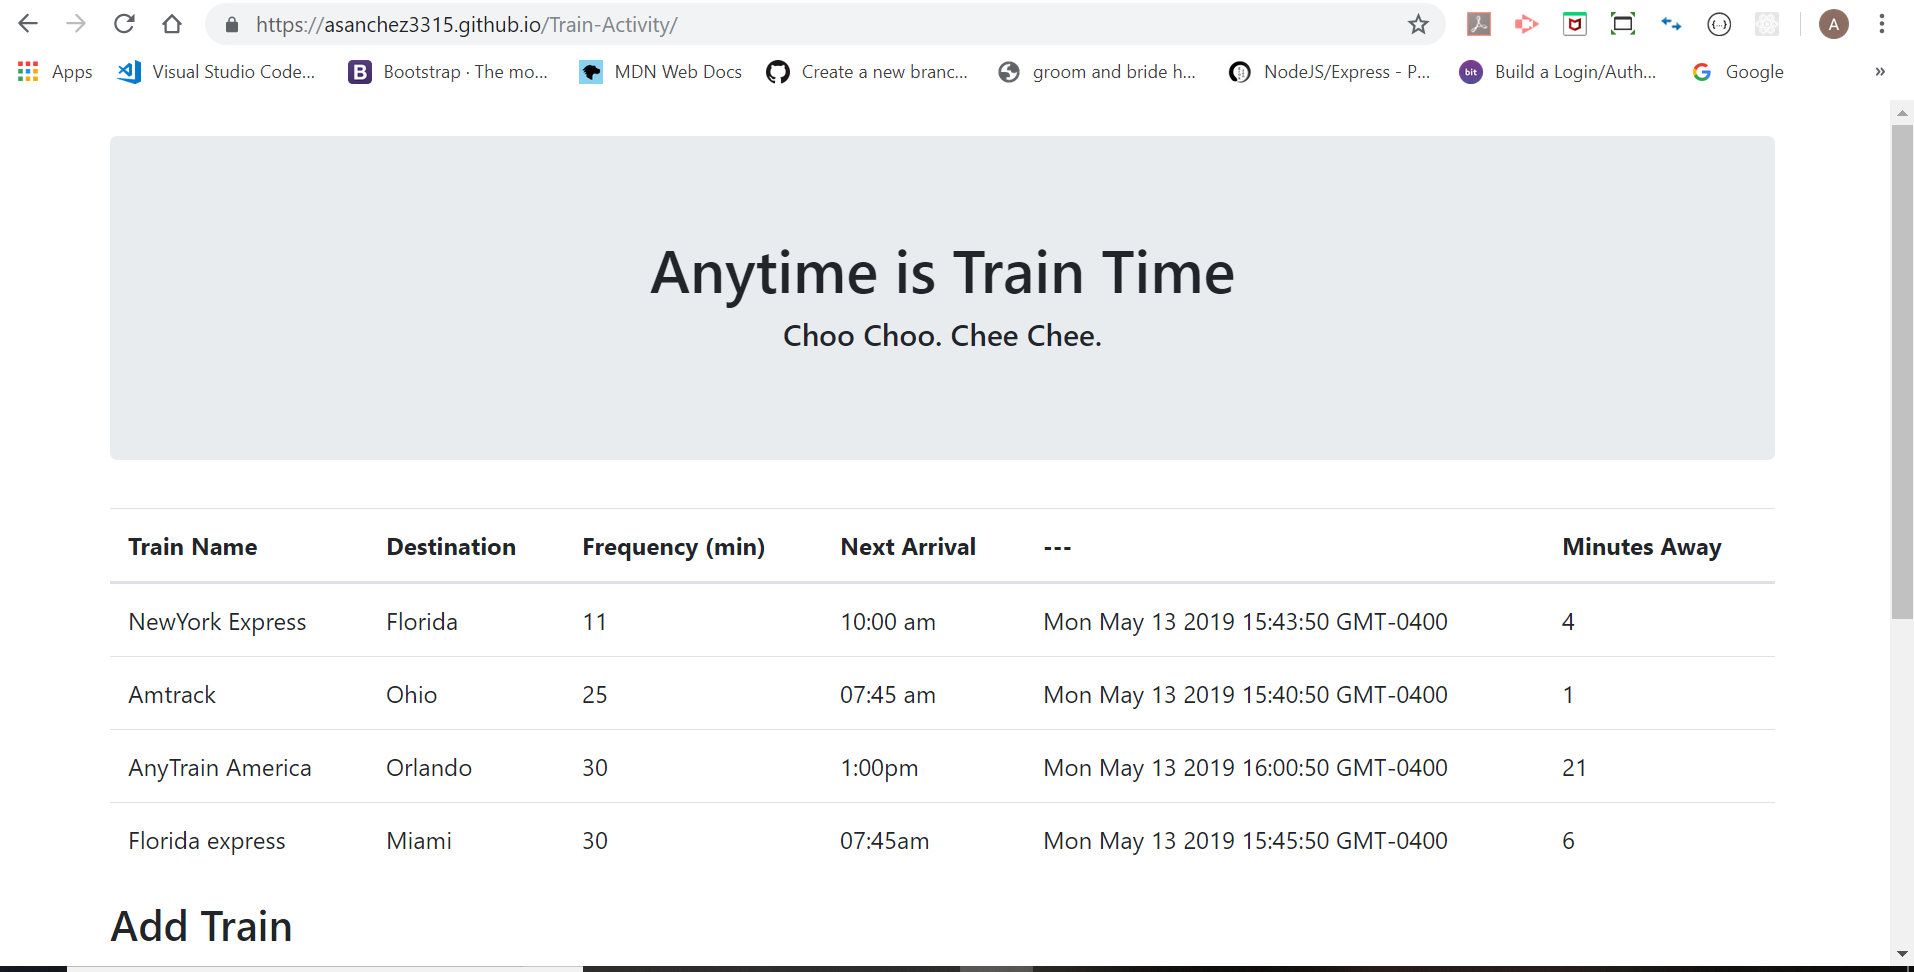 https://asanchez3315.github.io/Train-Activity/ A
Apps Visual Studio Code... B Bootstrap · The mo... MDN Web Docs Create a new branc... groom and bride h... NodeJS/Express - P... bit Build a Login/Auth... Google »
Anytime is Train Time
Choo Choo. Chee Chee.
Train Name Destination Frequency (min) Next Arrival --- Minutes Away
NewYork Express Florida 11 10:00 am Mon May 13 2019 15:43:50 GMT-0400 4
Amtrack Ohio 25 07:45 am Mon May 13 2019 15:40:50 GMT-0400 1
AnyTrain America Orlando 30 1:00pm Mon May 13 2019 16:00:50 GMT-0400 21
Florida express Miami 30 07:45am Mon May 13 2019 15:45:50 GMT-0400 6
Add Train